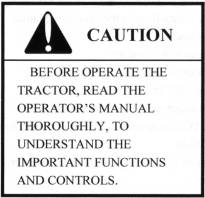 CAUTION
BEFORE OPERATE THE
TRACTOR, READ THE
OPERATOR'S MANUAL
THOROUGHLY, TO
UNDERSTAND THE
IMPORTANT FUNCTIONS
AND CONTROLS.